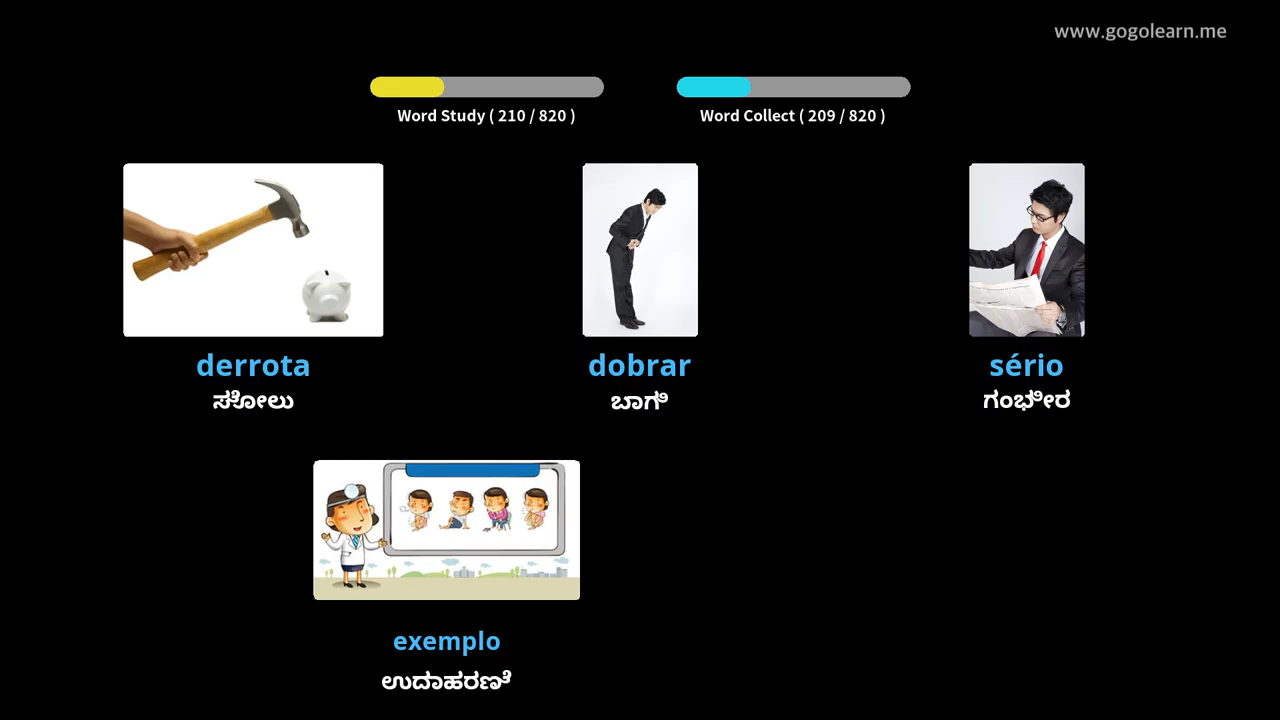 www.gogolearn.me
Word Study ( 210 / 820 )
Word Collect ( 209 / 820 )
derrota
dobrar
sério
ಸೋಲು
ಬಾಗಿ
ಗಂಭೀರ
exemplo
ಉದಾಹರಣೆ